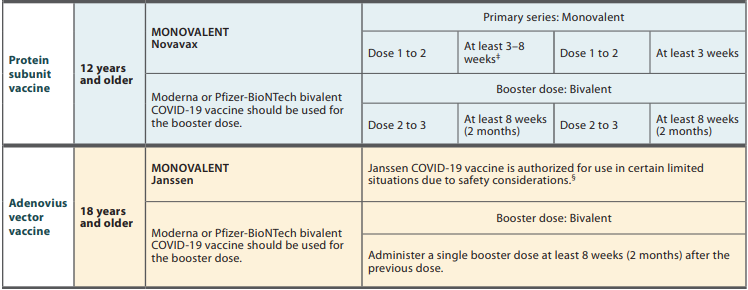 Protein
subunit
vaccine
12 years
and older
MONOVALENT
Novavax
Primary series: Monovalent
Dose 1 to 2
At least 3–8
weeks‡
Dose 1 to 2
At least 3 weeks
Moderna or Pfizer-BioNTech bivalent
COVID-19 vaccine should be used for
the booster dose.
Booster dose: Bivalent
Dose 2 to 3
At least 8 weeks
(2 months)
Dose 2 to 3
At least 8 weeks
(2 months)
Adenovius
vector
vaccine
18 years
and older
MONOVALENT
Janssen
Janssen COVID-19 vaccine is authorized for use in certain limited
situations due to safety considerations.§
Moderna or Pfizer-BioNTech bivalent
COVID-19 vaccine should be used for
the booster dose.
Booster dose: Bivalent
Administer a single booster dose at least 8 weeks (2 months) after the
previous dose.